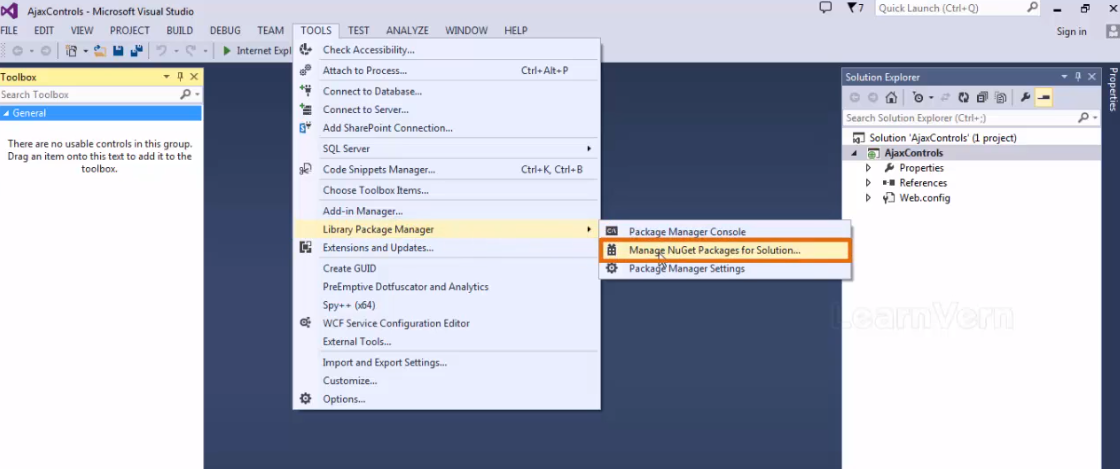 AjaxControls - Microsoft Visual Studio
7
Quick Launch (Ctrl+Q)
FILE EDIT VIEW PROJECT BUILD DEBUG TEAM TOOLS TEST ANALYZE WINDOW HELP
Sign in
Internet Expl
Toolbox
Search Toolbox
General
There are no usable controls in this group.
Drag an item onto this text to add it to the
toolbox.
Check Accessibility...
Attach to Process... Ctrl+Alt+P
Connect to Database...
Connect to Server...
Add SharePoint Connection...
SQL Server
Code Snippets Manager... Ctrl+K, Ctrl+B
Choose Toolbox Items...
Add-in Manager...
Library Package Manager
Extensions and Updates...
Create GUID
PreEmptive Dotfuscator and Analytics
Spy++ (x64)
WCF Service Configuration Editor
External Tools...
Import and Export Settings...
Customize...
Options...
Package Manager Console
Manage NuGet Packages for Solution...
Package Manager Settings
Solution Explorer
Search Solution Explorer (Ctrl+;)
Solution 'AjaxControls' (1 project)
AjaxControls
Properties
References
Web.config
Properties
LearnVern